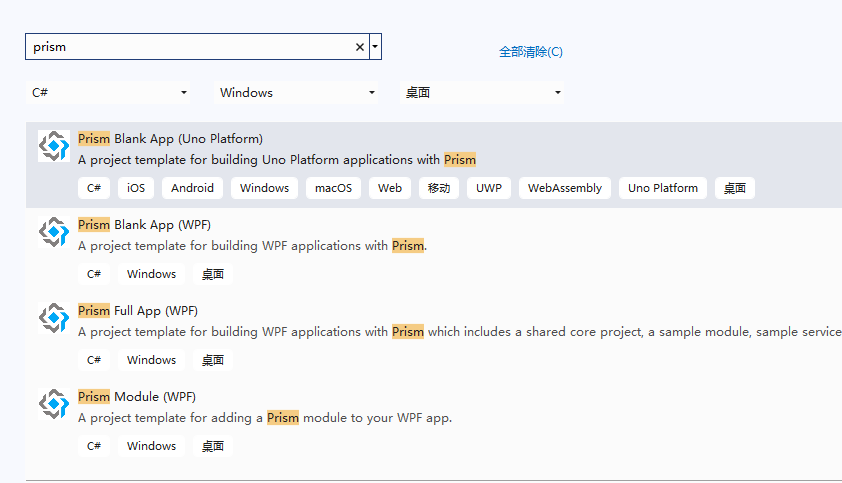 prism
全部清除(C)
C# Windows 桌面
Prism Blank App (Uno Platform)
A project template for building Uno Platform applications with Prism
C# iOS Android Windows macOS Web 移动 UWP WebAssembly Uno Platform 桌面
Prism Blank App (WPF)
A project template for building WPF applications with Prism.
C# Windows 桌面
Prism Full App (WPF)
A project template for building WPF applications with Prism which includes a shared core project, a sample module, sample service
C# Windows 桌面
Prism Module (WPF)
A project template for adding a Prism module to your WPF app.
C# Windows 桌面